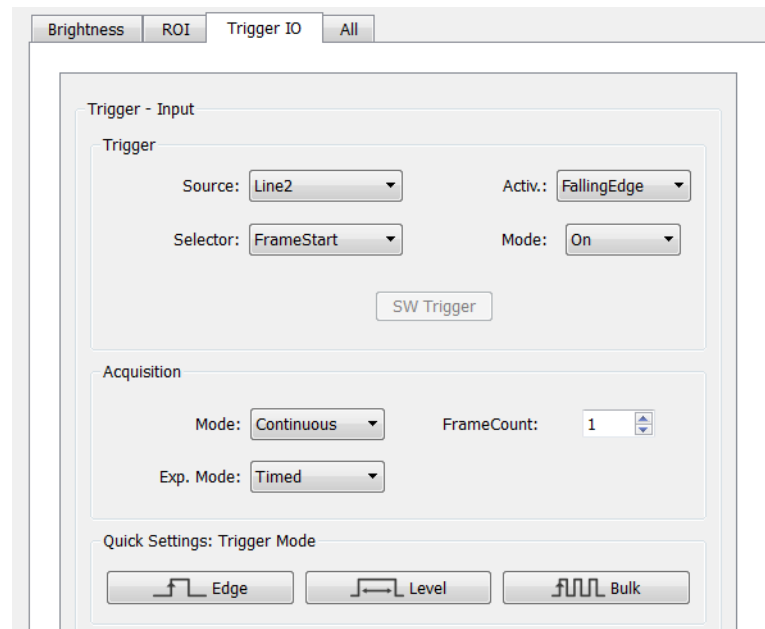 Brightness ROI Trigger IO All
Trigger - Input
Trigger
Source: Line2 Activ.: FallingEdge
Selector: FrameStart Mode: On
SW Trigger
Acquisition
Mode: Continuous FrameCount: 1
Exp. Mode: Timed
Quick Settings: Trigger Mode
Edge Level Bulk